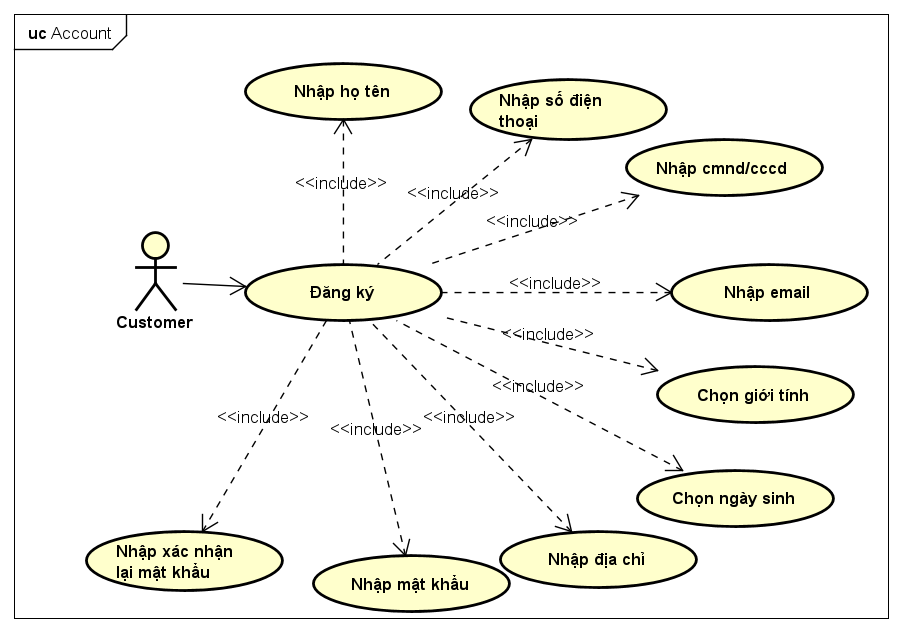 uc Account
Nhập họ tên
Nhập số điện
thoại
Nhập cmnd/cccd
<<include>>
<<include>>
<<include>>
Customer
Đăng ký
<<include>>
Nhập email
<<include>>
Chọn giới tính
<<include>>
<<include>>
<<include>>
<<include>>
Chọn ngày sinh
Nhập xác nhận
lại mật khẩu
Nhập mật khẩu
Nhập địa chỉ